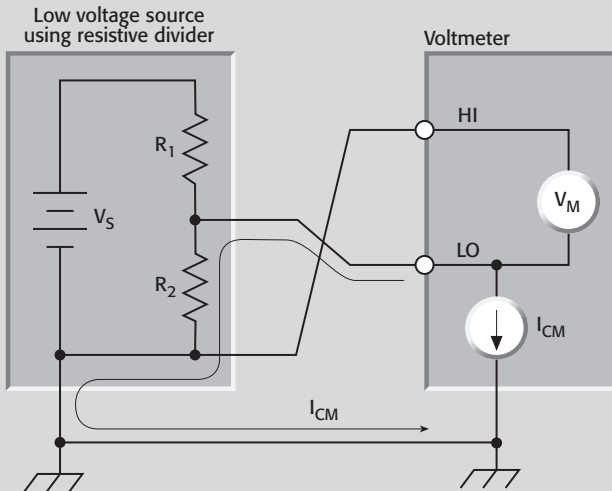 Low voltage source
using resistive divider
Voltmeter
HI
R1
VM
VS
LO
R2
ICM
ICM